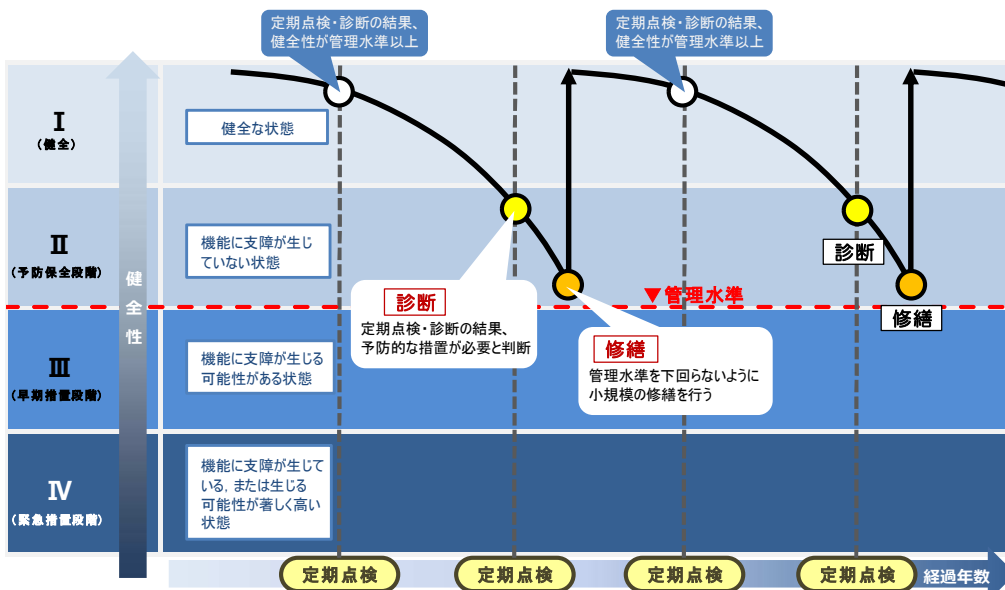 定期点検・診断の結果、
健全性が管理水準以上
定期点検・診断の結果、
健全性が管理水準以上
Ⅰ
(健全)
健全な状態
Ⅱ
(予防保全段階)
機能に支障が生じ
ていない状態
診断
定期点検・診断の結果、
予防的な措置が必要と判断
診断
▼管理水準
修繕
修繕
管理水準を下回らないように
小規模の修繕を行う
健全性
Ⅲ
(早期措置段階)
機能に支障が生じる
可能性がある状態
Ⅳ
(緊急措置段階)
機能に支障が生じて
いる，または生じる
可能性が著しく高い
状態
定期点検
定期点検
定期点検
定期点検
経過年数